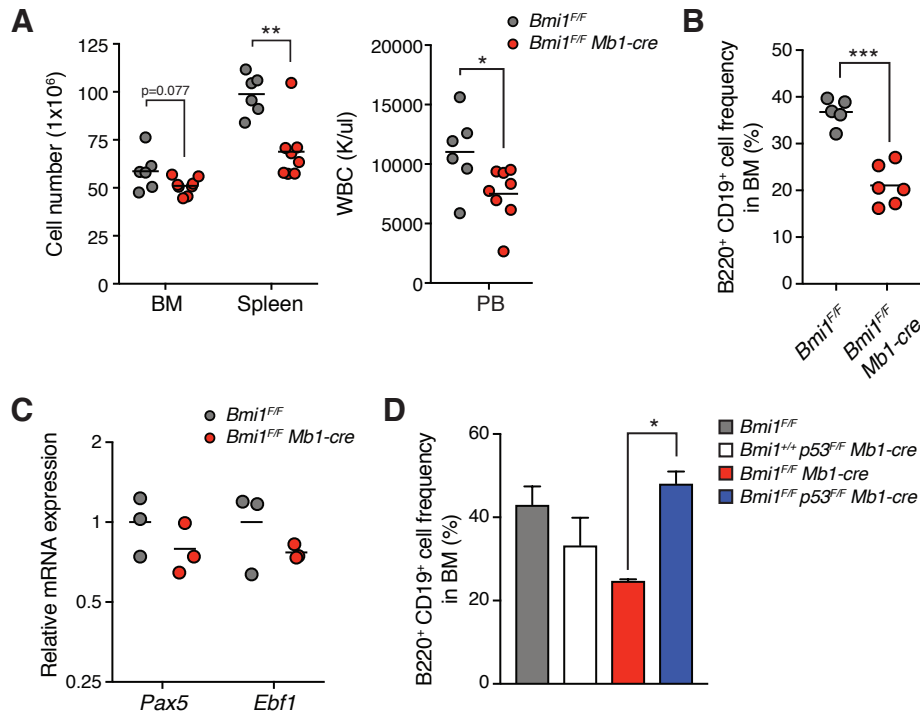 A
Bmi1F/F
Bmi1F/F Mb1-cre
Cell number (1x10⁶)
125
100
75
50
25
0
p=0.077
**
BM
Spleen
WBC (K/ul)
20000
15000
10000
5000
0
*
PB
B
B220⁺ CD19⁺ cell frequency
in BM (%)
50
40
30
20
10
0
***
Bmi1F/F
Bmi1F/F
Mb1-cre
C
Bmi1F/F
Bmi1F/F Mb1-cre
Relative mRNA expression
2
1
0.5
0.25
Pax5
Ebf1
D
B220⁺ CD19⁺ cell frequency
in BM (%)
60
40
20
0
*
Bmi1F/F
Bmi1+/+ p53F/F Mb1-cre
Bmi1F/F Mb1-cre
Bmi1F/F p53F/F Mb1-cre